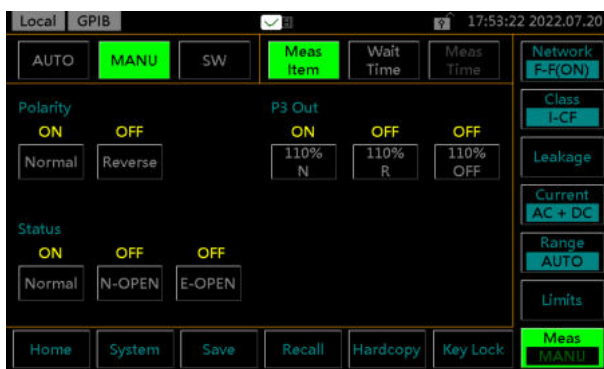 Local GPIB 17:53:22 2022.07.20
AUTO MANU SW Meas Item Wait Time Meas Time
Polarity
ON OFF
Normal Reverse
P3 Out
ON OFF OFF
110% N 110% R 110% OFF
Status
ON OFF OFF
Normal N-OPEN E-OPEN
Network
F-F(ON)
Class
I-CF
Leakage
Current
AC + DC
Range
AUTO
Limits
Meas
MANU
Home System Save Recall Hardcopy Key Lock